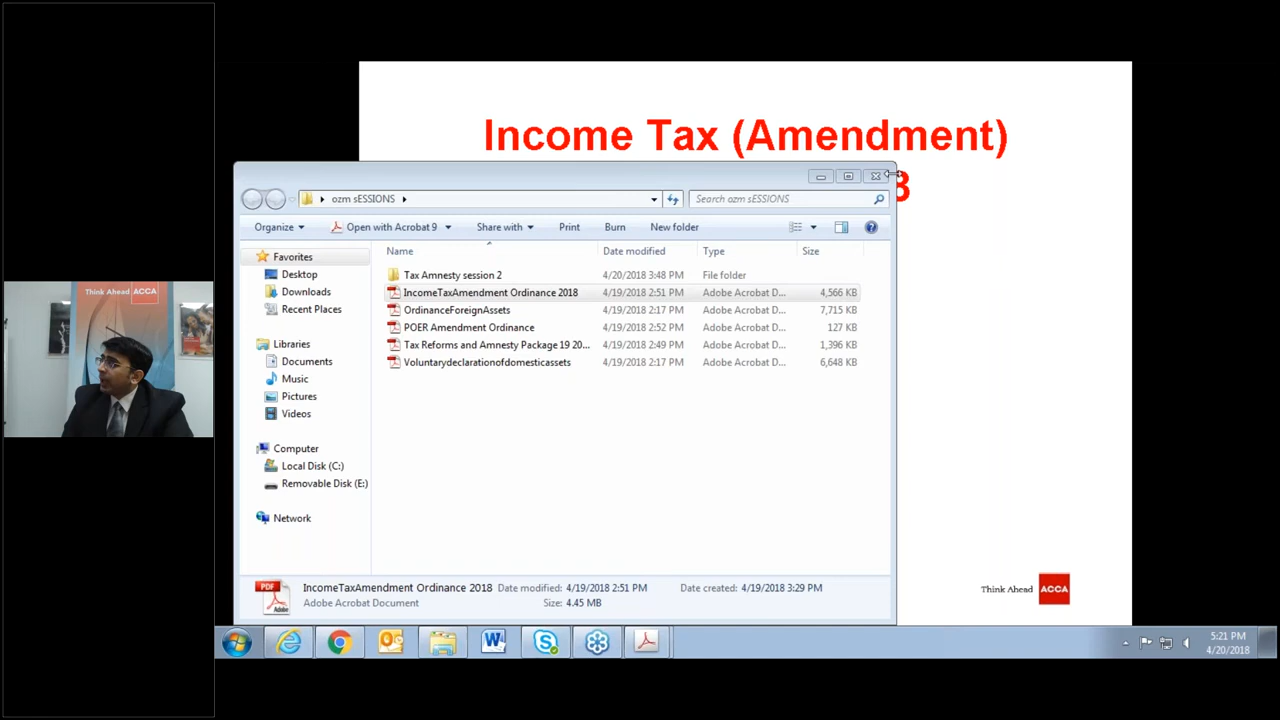 Income Tax (Amendment)
8
ozm sESSIONS
Search ozm sESSIONS
Organize
Open with Acrobat 9
Share with
Print
Burn
New folder
Name
Date modified
Type
Size
Favorites
Desktop
Downloads
Recent Places
Libraries
Documents
Music
Pictures
Videos
Computer
Local Disk (C:)
Removable Disk (E:)
Network
Tax Amnesty session 2 4/20/2018 3:48 PM File folder
IncomeTaxAmendment Ordinance 2018 4/19/2018 2:51 PM Adobe Acrobat D... 4,566 KB
OrdinanceForeignAssets 4/19/2018 2:17 PM Adobe Acrobat D... 7,715 KB
POER Amendment Ordinance 4/19/2018 2:52 PM Adobe Acrobat D... 127 KB
Tax Reforms and Amnesty Package 19 20... 4/19/2018 2:49 PM Adobe Acrobat D... 1,396 KB
Voluntarydeclarationofdomesticassets 4/19/2018 2:17 PM Adobe Acrobat D... 6,648 KB
PDF
Adobe
IncomeTaxAmendment Ordinance 2018 Date modified: 4/19/2018 2:51 PM Date created: 4/19/2018 3:29 PM
Adobe Acrobat Document Size: 4.45 MB
Think Ahead ACCA
Think Ahead ACCA
5:21 PM
4/20/2018